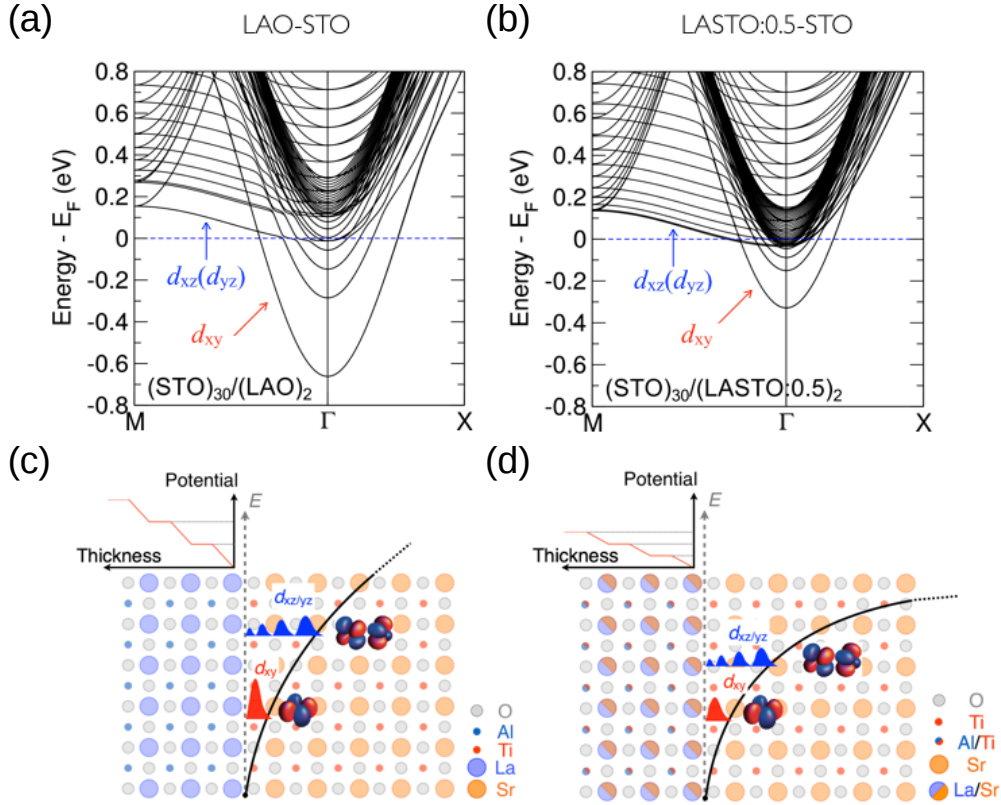 (a) LAO-STO
(b) LASTO:0.5-STO
Energy - E_F (eV)
0.8
0.6
0.4
0.2
0
-0.2
-0.4
-0.6
-0.8
d_xz(d_yz)
d_xy
(STO)_30/(LAO)_2
M Γ X
Energy - E_F (eV)
0.8
0.6
0.4
0.2
0
-0.2
-0.4
-0.6
-0.8
d_xz(d_yz)
d_xy
(STO)_30/(LASTO:0.5)_2
M Γ X
(c)
Potential
E
Thickness
d_xz/yz
d_xy
O
Al
Ti
La
Sr
(d)
Potential
E
Thickness
d_xz/yz
d_xy
O
Ti
Al/Ti
Sr
La/Sr